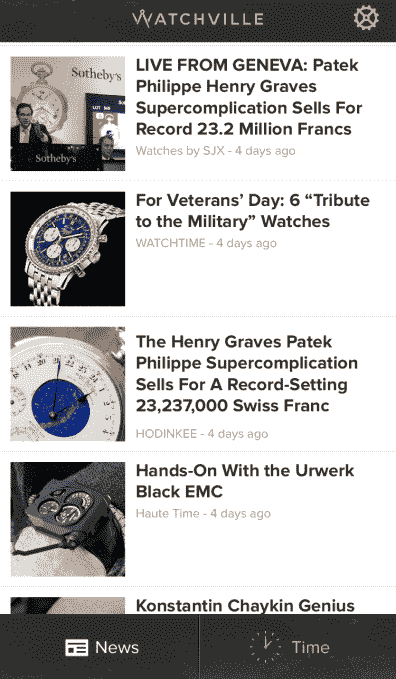 WATCHVILLE
LIVE FROM GENEVA: Patek
Philippe Henry Graves
Supercomplication Sells For
Record 23.2 Million Francs
Watches by SJX - 4 days ago
Sotheby's
Sotheby's
For Veterans' Day: 6 “Tribute
to the Military” Watches
WATCHTIME - 4 days ago
The Henry Graves Patek
Philippe Supercomplication
Sells For A Record-Setting
23,237,000 Swiss Franc
HODINKEE - 4 days ago
Hands-On With the Urwerk
Black EMC
Haute Time - 4 days ago
Konstantin Chaykin Genius
News
Time